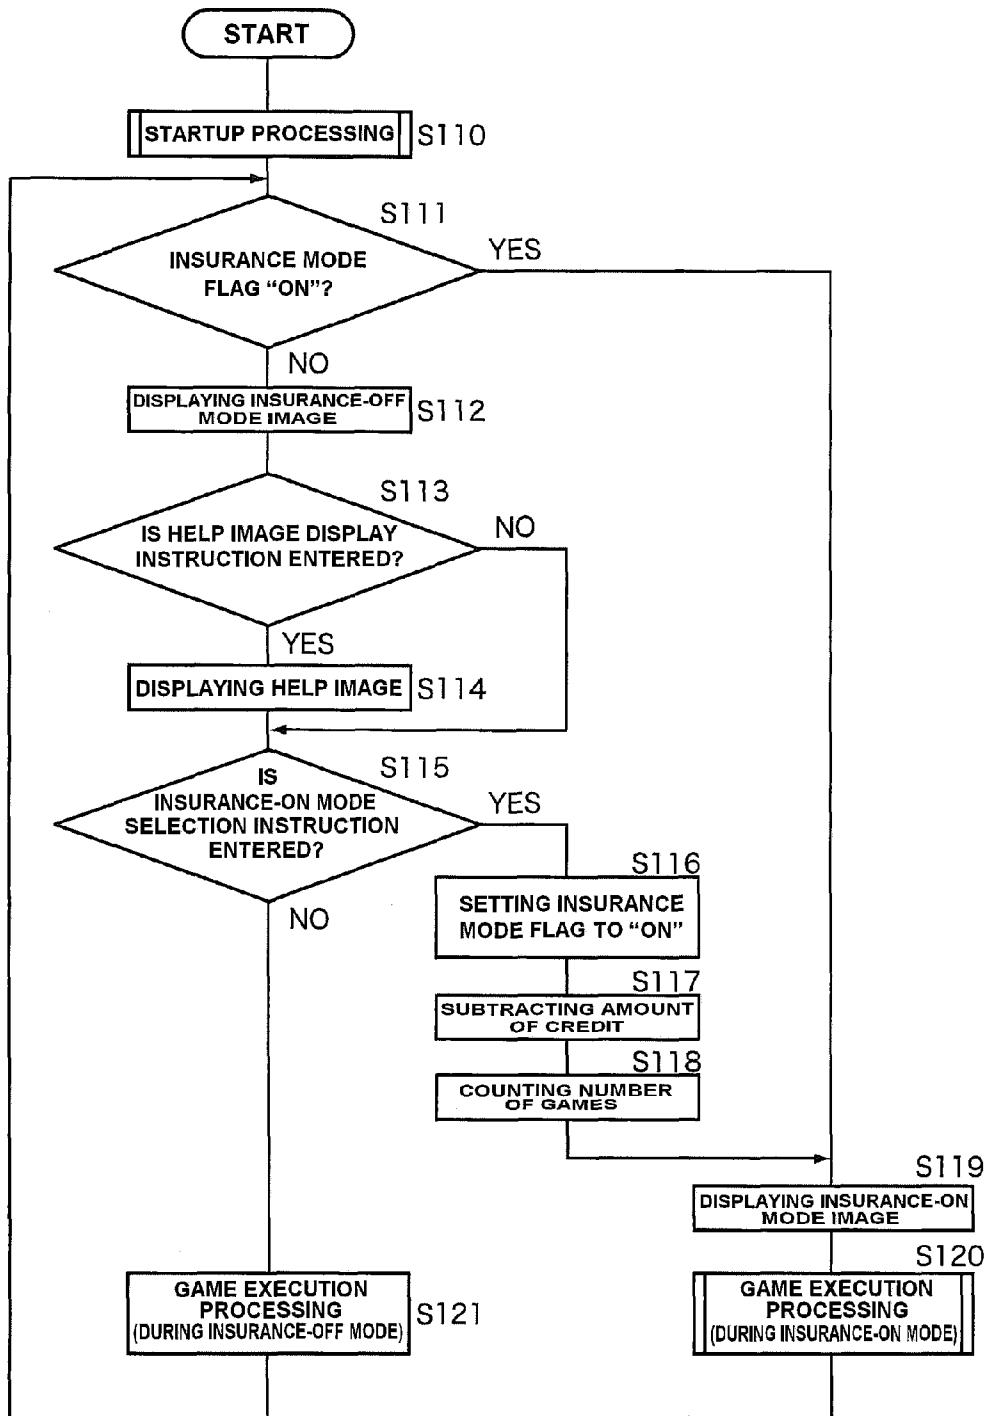 START
STARTUP PROCESSING
S110
S111
INSURANCE MODE
FLAG “ON”?
YES
NO
DISPLAYING INSURANCE-OFF
MODE IMAGE
S112
S113
IS HELP IMAGE DISPLAY
INSTRUCTION ENTERED?
NO
YES
DISPLAYING HELP IMAGE
S114
S115
IS
INSURANCE-ON MODE
SELECTION INSTRUCTION
ENTERED?
YES
NO
S116
SETTING INSURANCE
MODE FLAG TO “ON”
S117
SUBTRACTING AMOUNT
OF CREDIT
S118
COUNTING NUMBER
OF GAMES
S119
DISPLAYING INSURANCE-ON
MODE IMAGE
S120
GAME EXECUTION
PROCESSING
(DURING INSURANCE-ON MODE)
GAME EXECUTION
PROCESSING
(DURING INSURANCE-OFF MODE)
S121